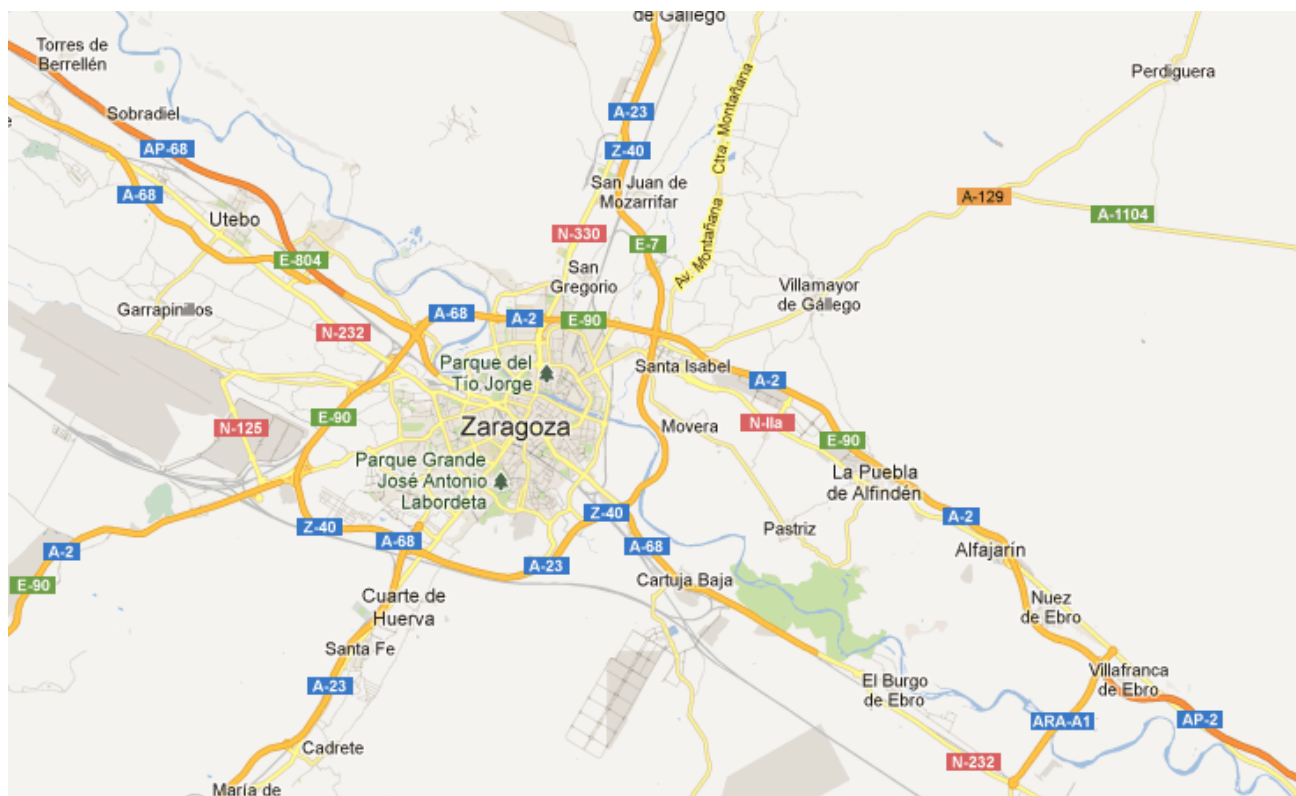 de Gállego
Torres de
Berrellén
Perdiguera
Sobradiel
A-23
Ctra. Montañana
AP-68
Z-40
A-68
San Juan de
Mozarrifar
A-129
A-1104
Utebo
N-330
E-7
Av. Montañana
E-804
San
Gregorio
Villamayor
de Gállego
Garrapinillos
A-68
A-2
E-90
N-232
Parque del
Tío Jorge
Santa Isabel
A-2
E-90
N-125
Zaragoza
Movera
N-IIa
E-90
Parque Grande
José Antonio
Labordeta
La Puebla
de Alfindén
Z-40
Z-40
A-2
A-68
A-68
Pastriz
A-2
Alfajarín
A-23
E-90
Cartuja Baja
Cuarte de
Huerva
Nuez
de Ebro
Santa Fe
Villafranca
de Ebro
A-23
El Burgo
de Ebro
ARA-A1
AP-2
Cadrete
N-232
María de